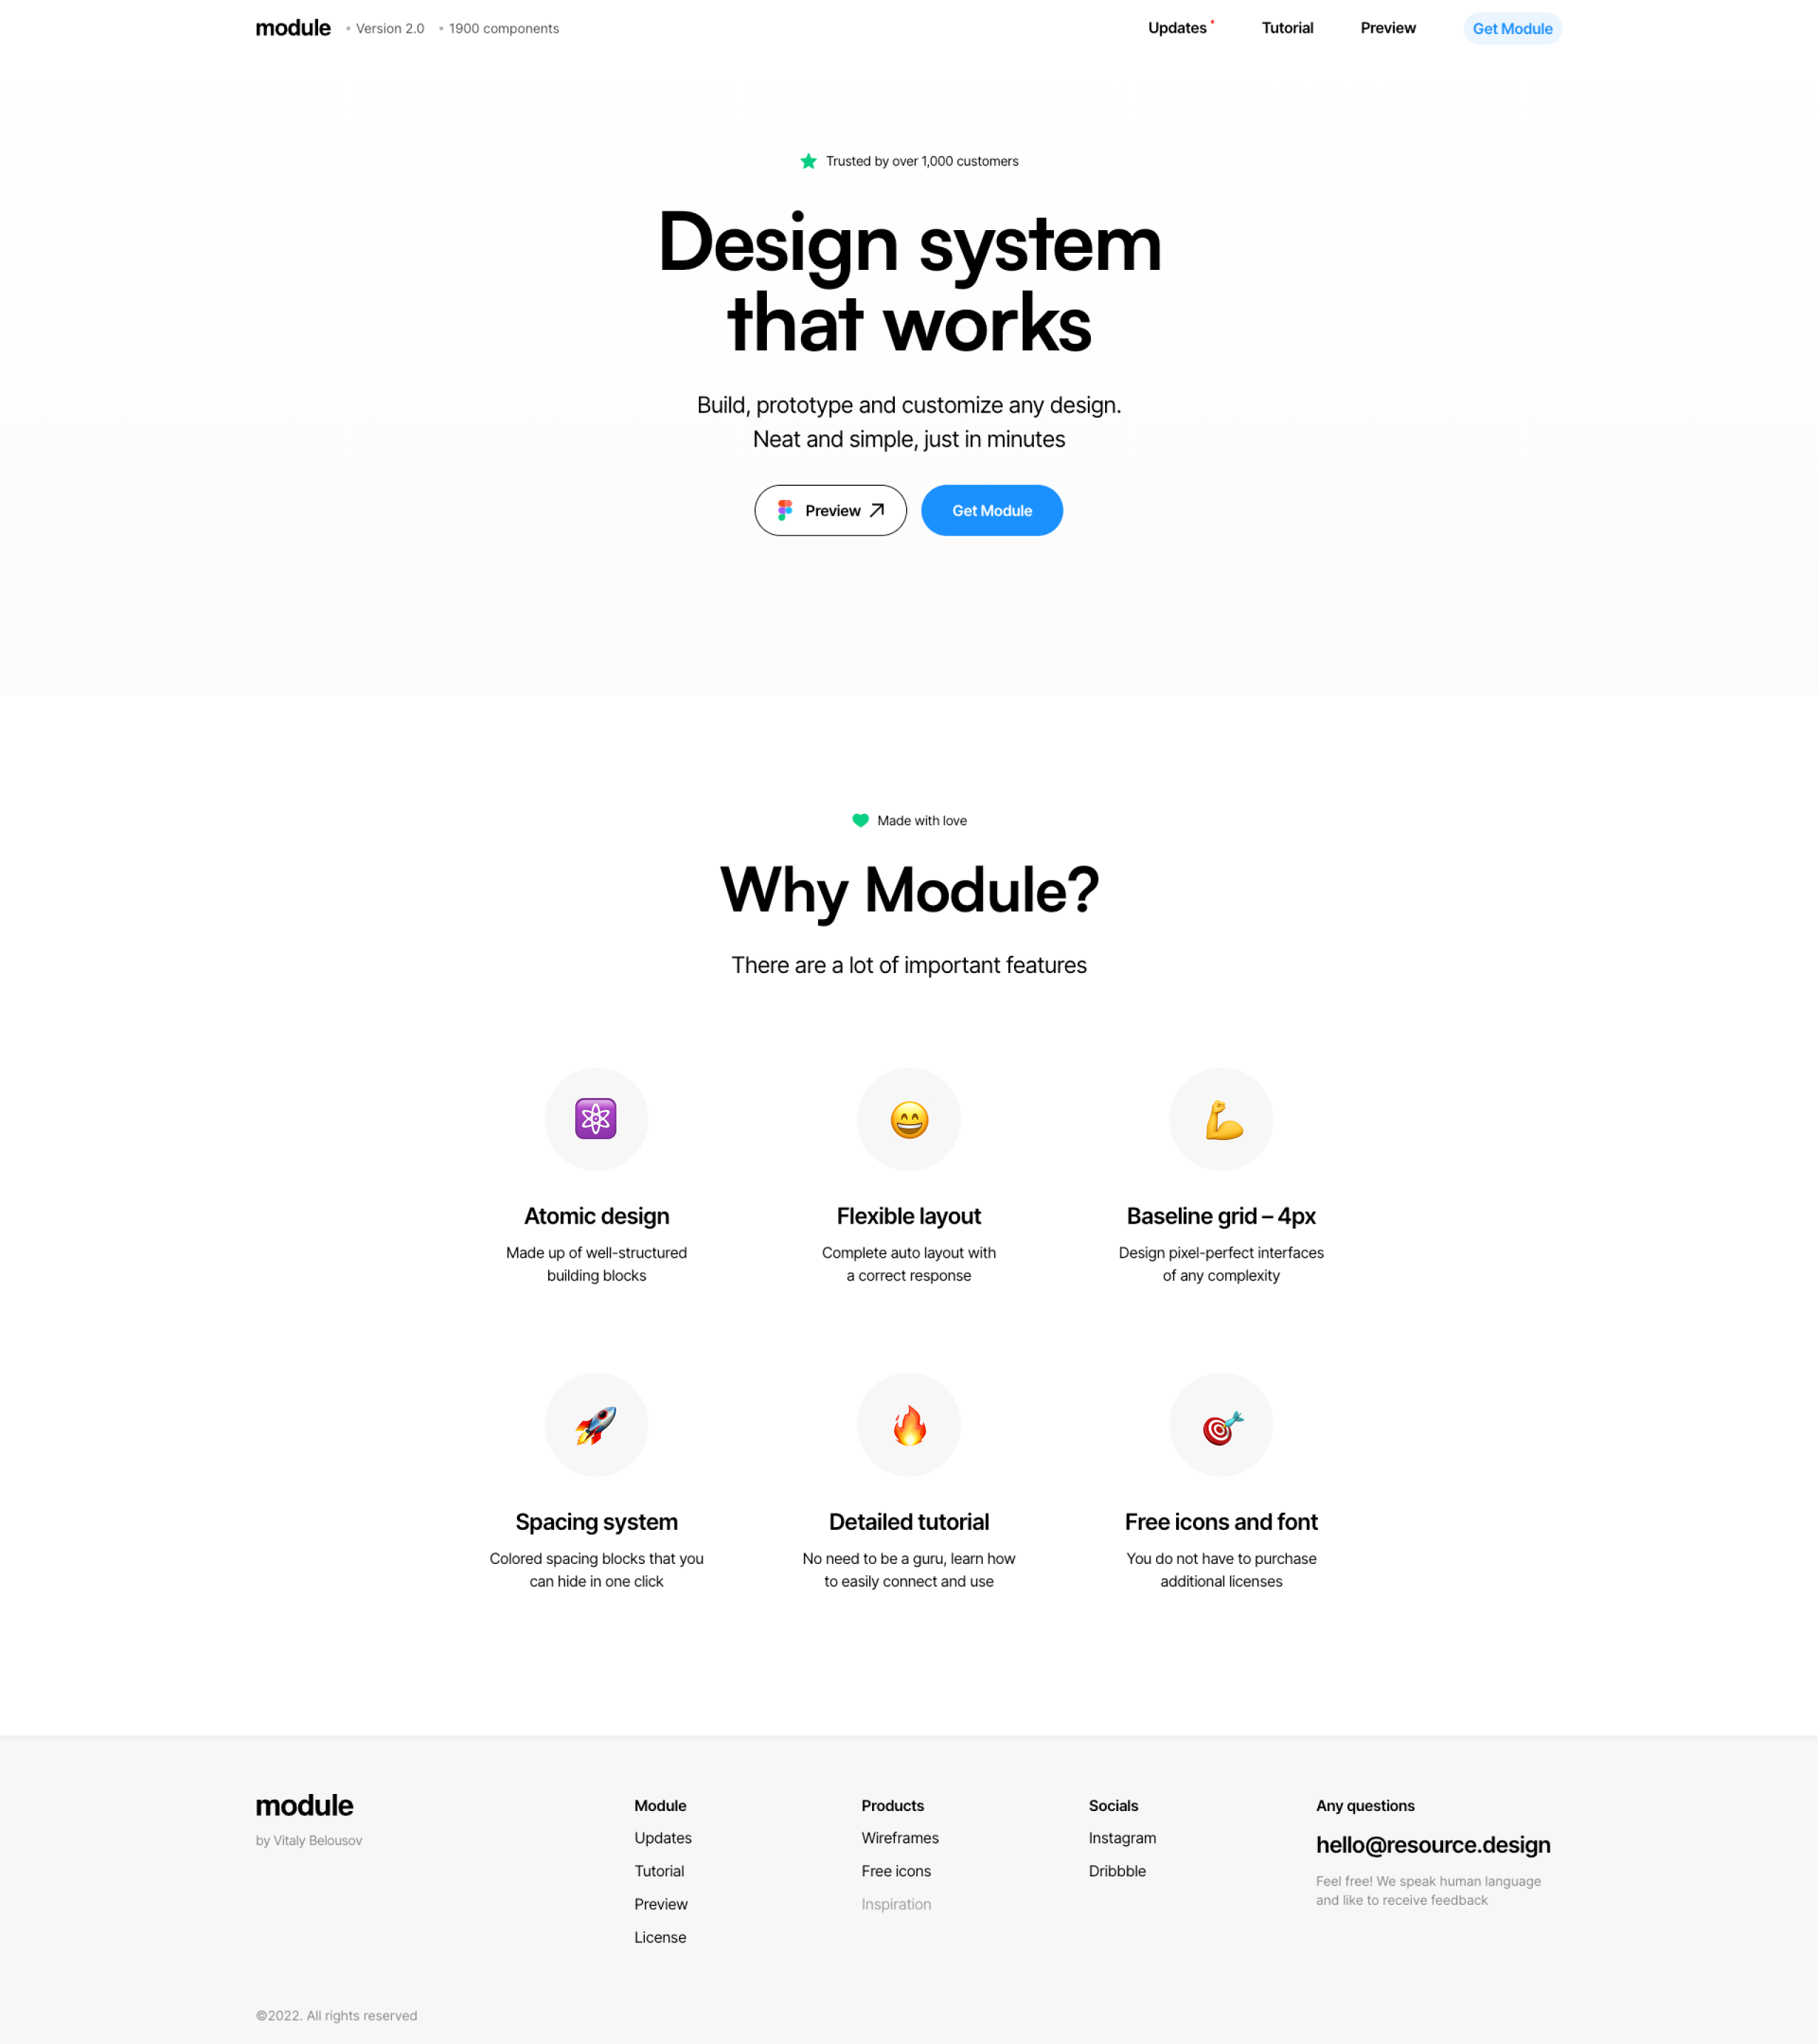 module
Version 2.0
1900 components
Updates
Tutorial
Preview
Get Module
Trusted by over 1,000 customers
Design system
that works
Build, prototype and customize any design.
Neat and simple, just in minutes
Preview
Get Module
Made with love
Why Module?
There are a lot of important features
Atomic design
Made up of well-structured
building blocks
Flexible layout
Complete auto layout with
a correct response
Baseline grid – 4px
Design pixel-perfect interfaces
of any complexity
Spacing system
Colored spacing blocks that you
can hide in one click
Detailed tutorial
No need to be a guru, learn how
to easily connect and use
Free icons and font
You do not have to purchase
additional licenses
module
by Vitaly Belousov
Module
Updates
Tutorial
Preview
License
Products
Wireframes
Free icons
Inspiration
Socials
Instagram
Dribbble
Any questions
hello@resource.design
Feel free! We speak human language
and like to receive feedback
©2022. All rights reserved